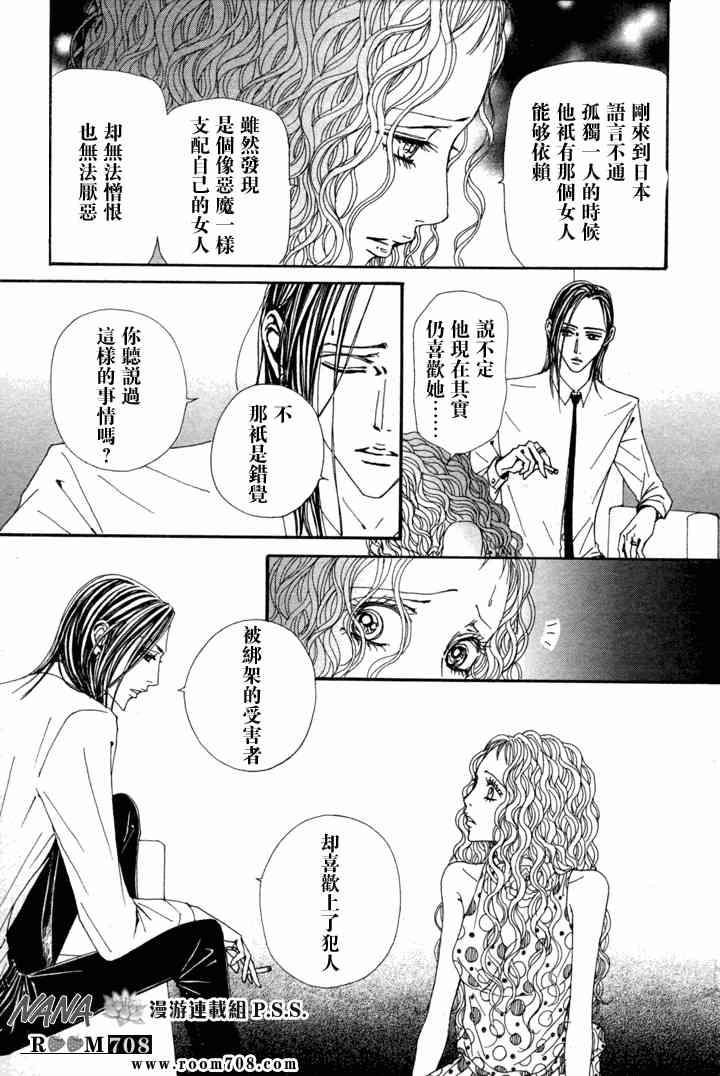 剛來到日本
語言不通
孤獨一人的時候
他衹有那個女人
能够依賴
雖然發現
是個像惡魔一樣
支配自己的女人
却無法憎恨
也無法厭惡
說不定
他現在其實
仍喜歡她……
不
那衹是錯覺
你聽説過
這樣的事情嗎？
被綁架的受害者
却喜歡上了犯人
NANA
漫游連載組 P.S.S.
ROOM708
www.room708.com